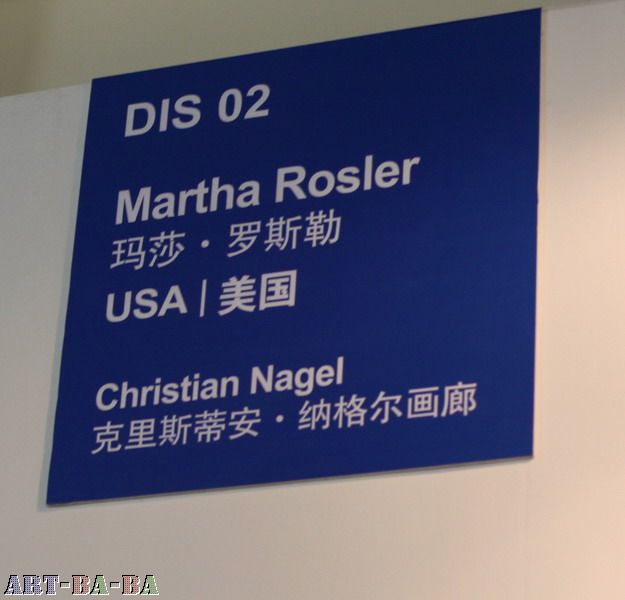 DIS 02
Martha Rosler
玛莎·罗斯勒
USA | 美国
Christian Nagel
克里斯蒂安·纳格尔画廊
ART-BA-BA